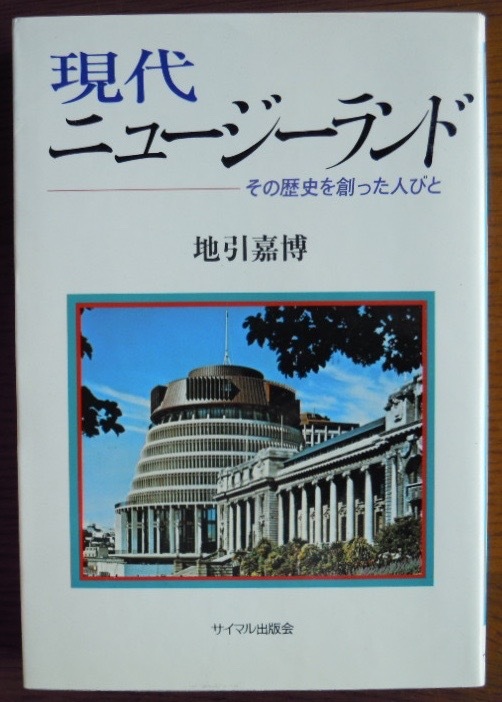 現代
ニュージーランド
その歴史を創った人びと
地引嘉博
サイマル出版会